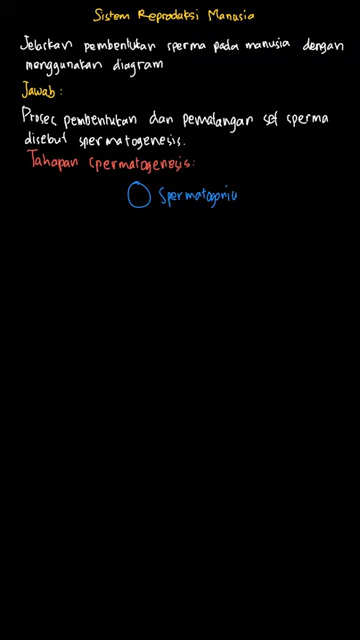 Sistem Reproduksi Manusia
Jelaskan pembentukan sperma pada manusia dengan
menggunakan diagram
Jawab :
Proses pembentukan dan pematangan sel sperma
disebut spermatogenesis.
Tahapan spermatogenesis :
Spermatogoniu